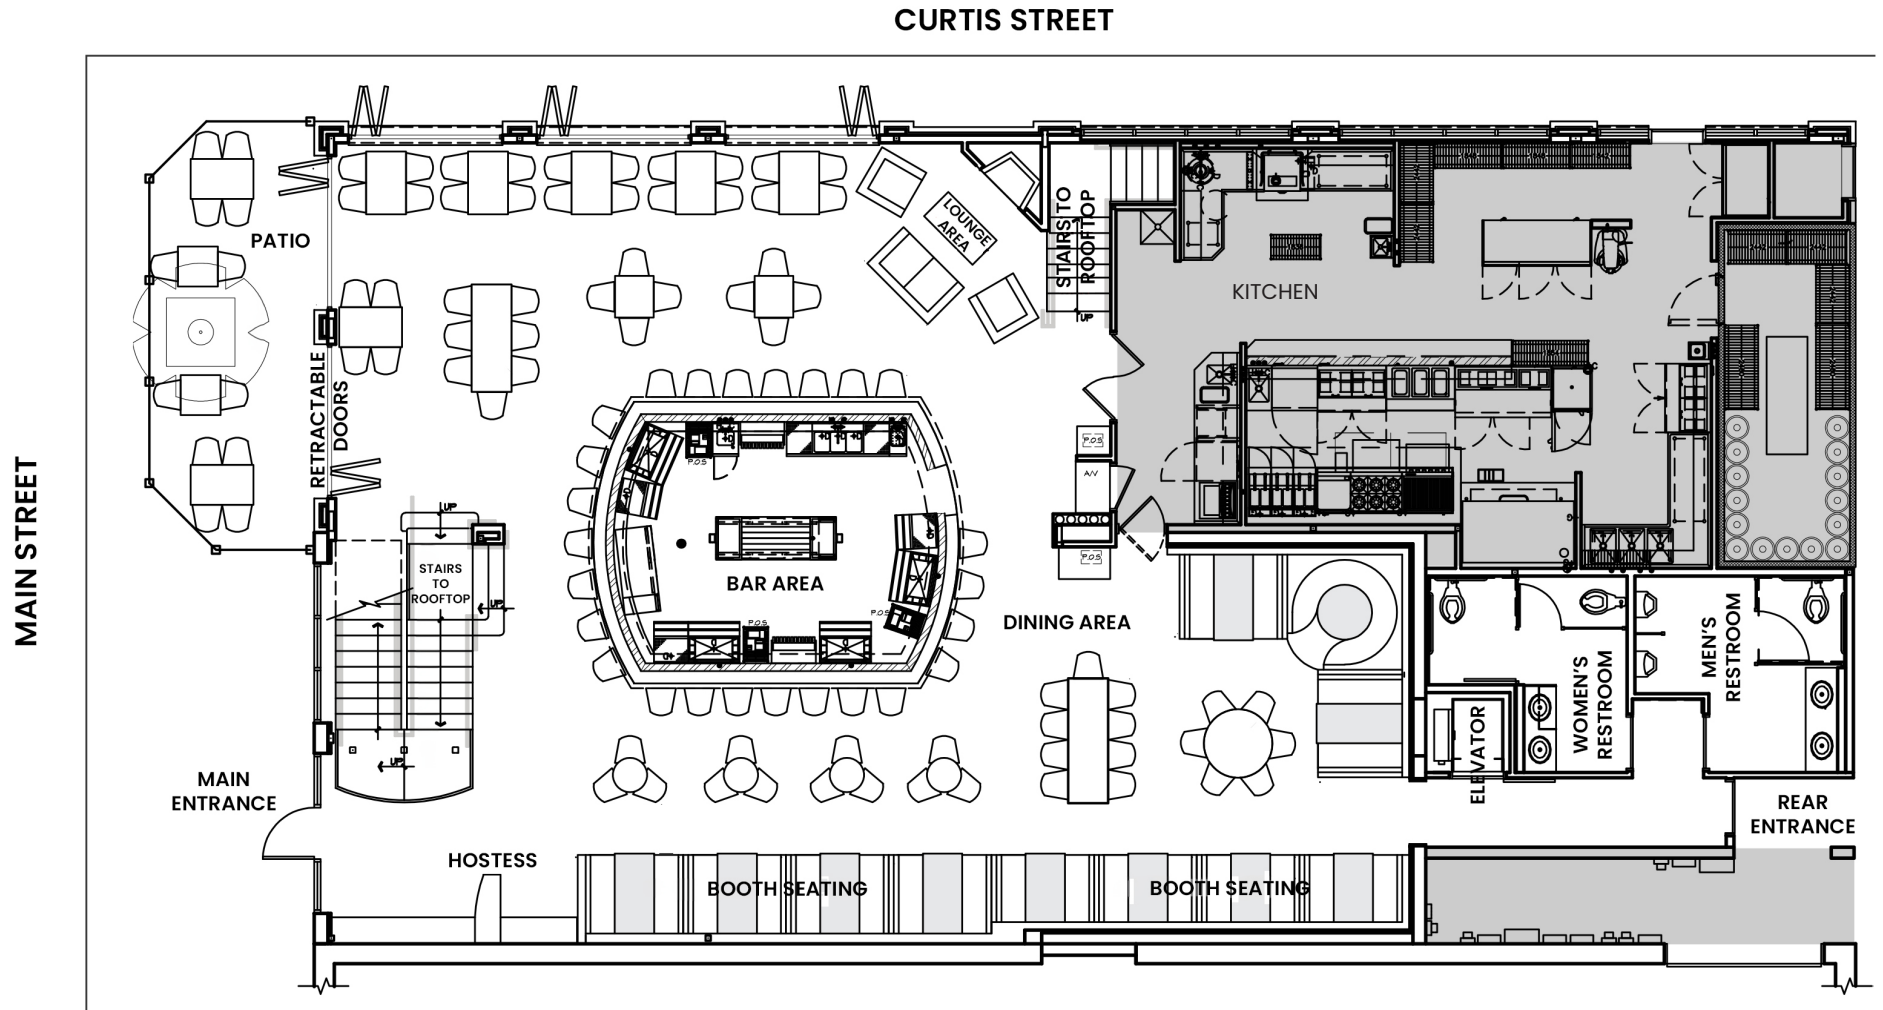 CURTIS STREET
MAIN STREET
PATIO
RETRACTABLE
DOORS
LOUNGE
AREA
STAIRS TO
ROOFTOP
UP
KITCHEN
P.O.S
A/V
P.O.S
P.O.S
BAR AREA
P.O.S
P.O.S
UP
STAIRS
TO
ROOFTOP
UP
UP
DINING AREA
WOMEN'S
RESTROOM
MEN'S
RESTROOM
ELEVATOR
MAIN
ENTRANCE
REAR
ENTRANCE
HOSTESS
BOOTH SEATING
BOOTH SEATING